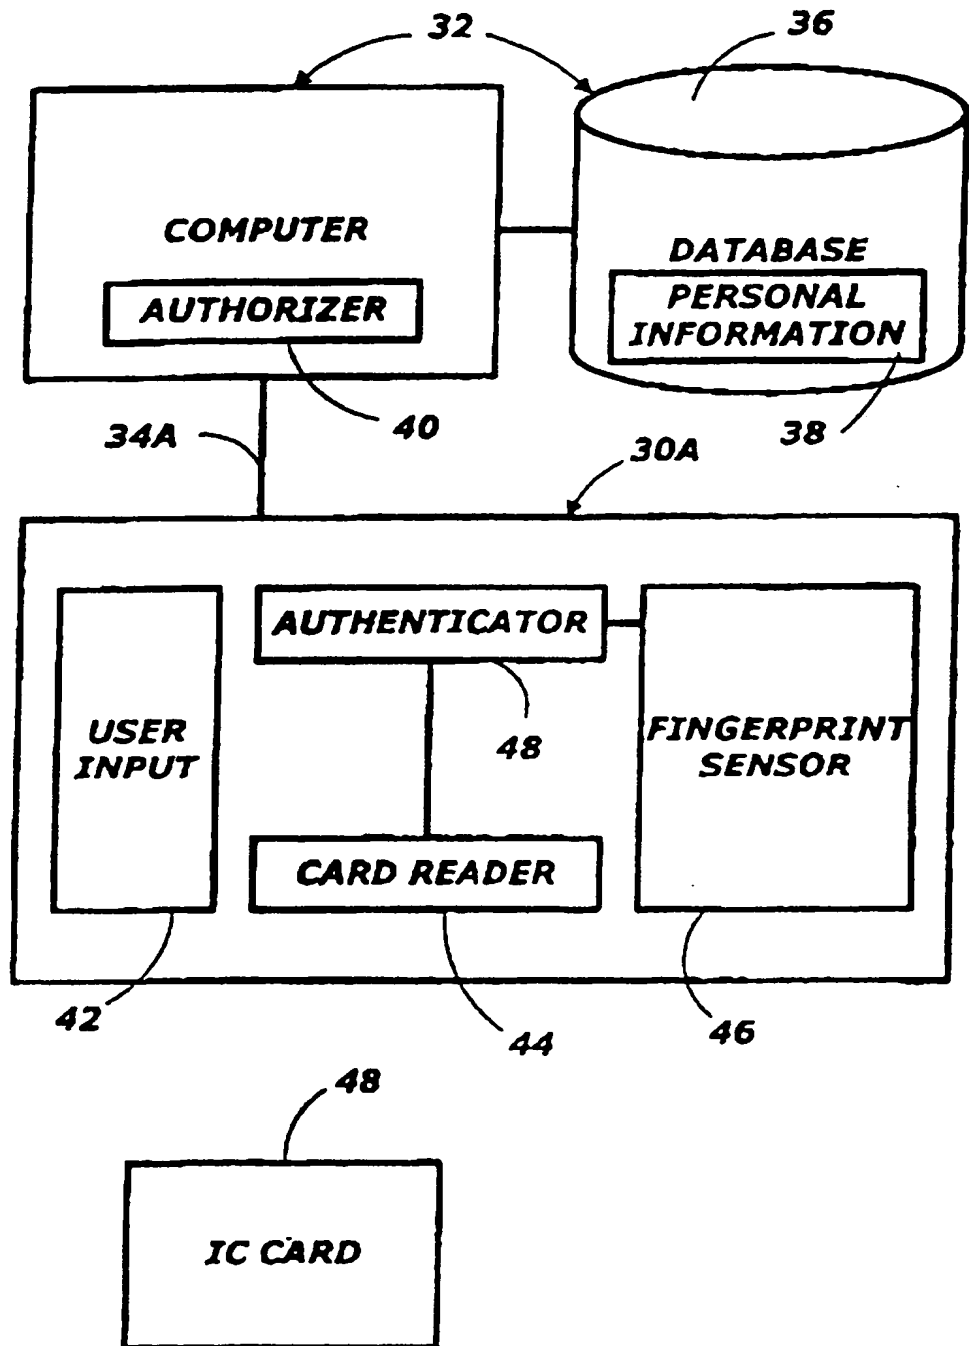 32
36
COMPUTER
AUTHORIZER
DATABASE
PERSONAL
INFORMATION
34A
40
38
30A
AUTHENTICATOR
USER
INPUT
48
FINGERPRINT
SENSOR
CARD READER
42
44
46
48
IC CARD